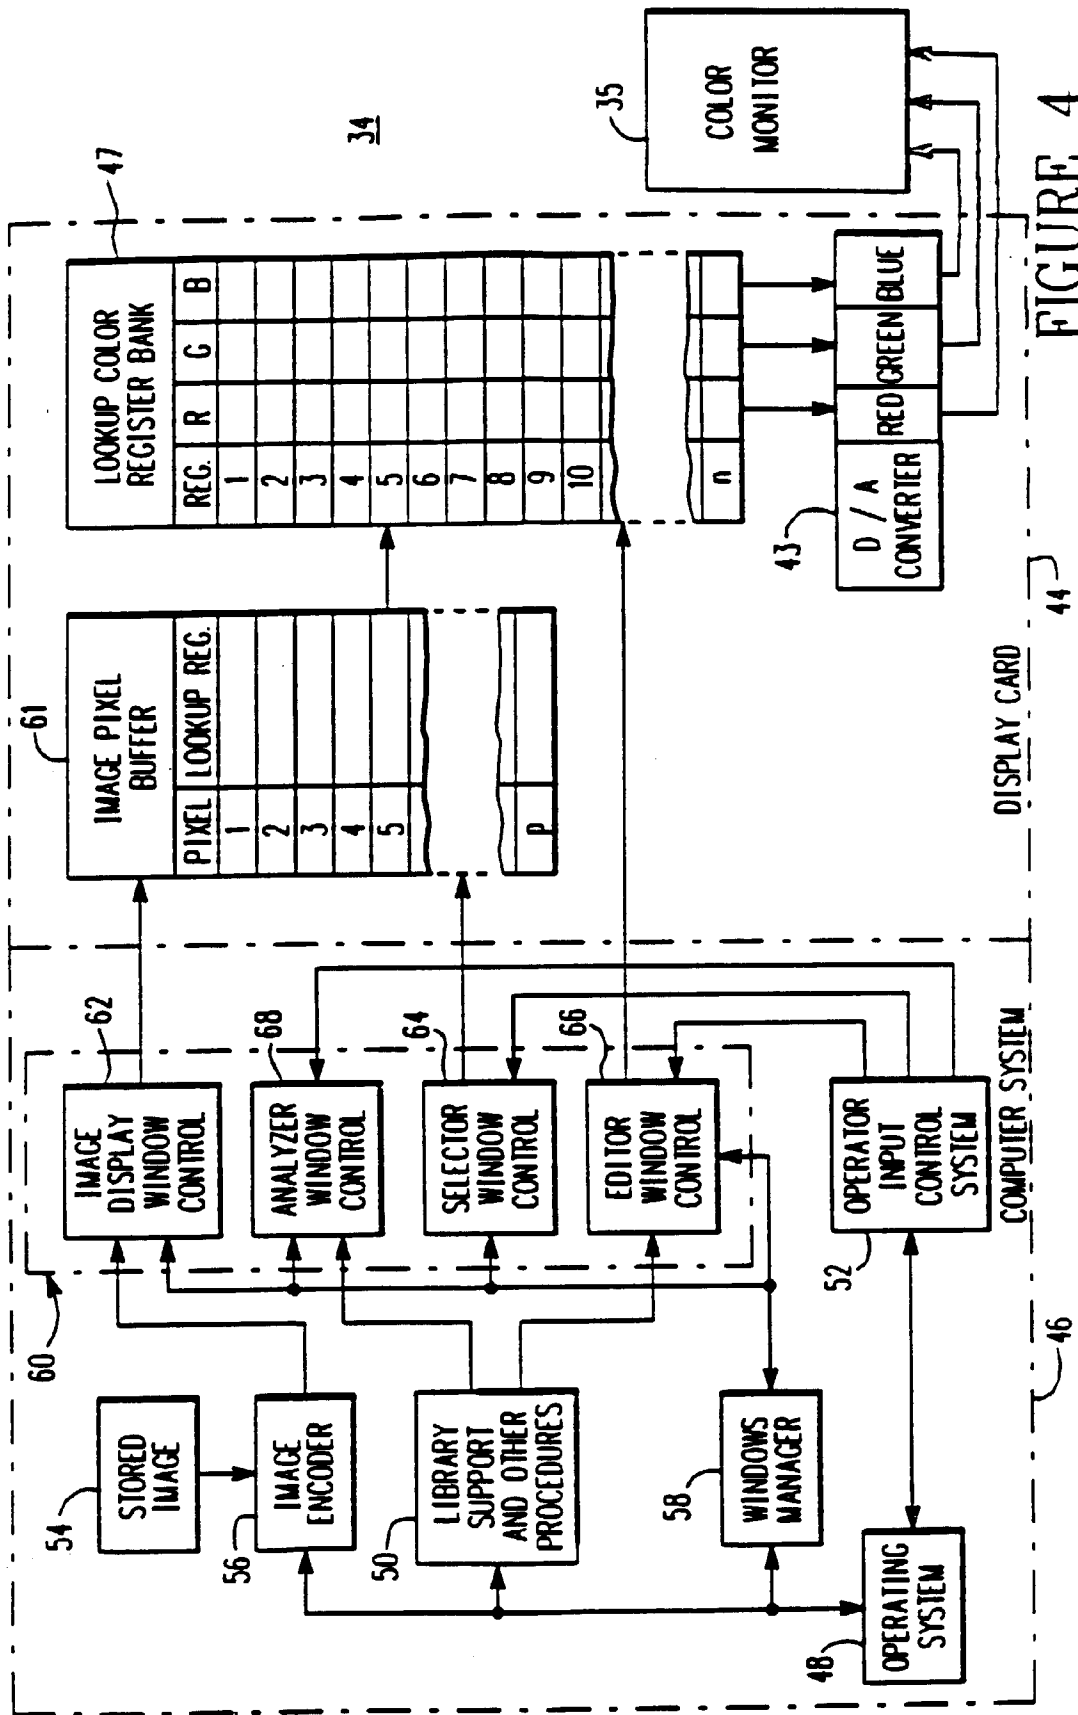 54
STORED
IMAGE
56
IMAGE
ENCODER
50
LIBRARY
SUPPORT
AND OTHER
PROCEDURES
58
WINDOWS
MANAGER
48
OPERATING
SYSTEM
60
62
IMAGE
DISPLAY
WINDOW
CONTROL
68
ANALYZER
WINDOW
CONTROL
64
SELECTOR
WINDOW
CONTROL
66
EDITOR
WINDOW
CONTROL
52
OPERATOR
INPUT
CONTROL
SYSTEM
COMPUTER SYSTEM
46
61
IMAGE PIXEL
BUFFER
PIXEL LOOKUP REG.
1
2
3
4
5
p
DISPLAY CARD
44
47
LOOKUP COLOR
REGISTER BANK
REG. R G B
1
2
3
4
5
6
7
8
9
10
n
43
D / A
CONVERTER
RED GREEN BLUE
34
35
COLOR
MONITOR
FIGURE 4